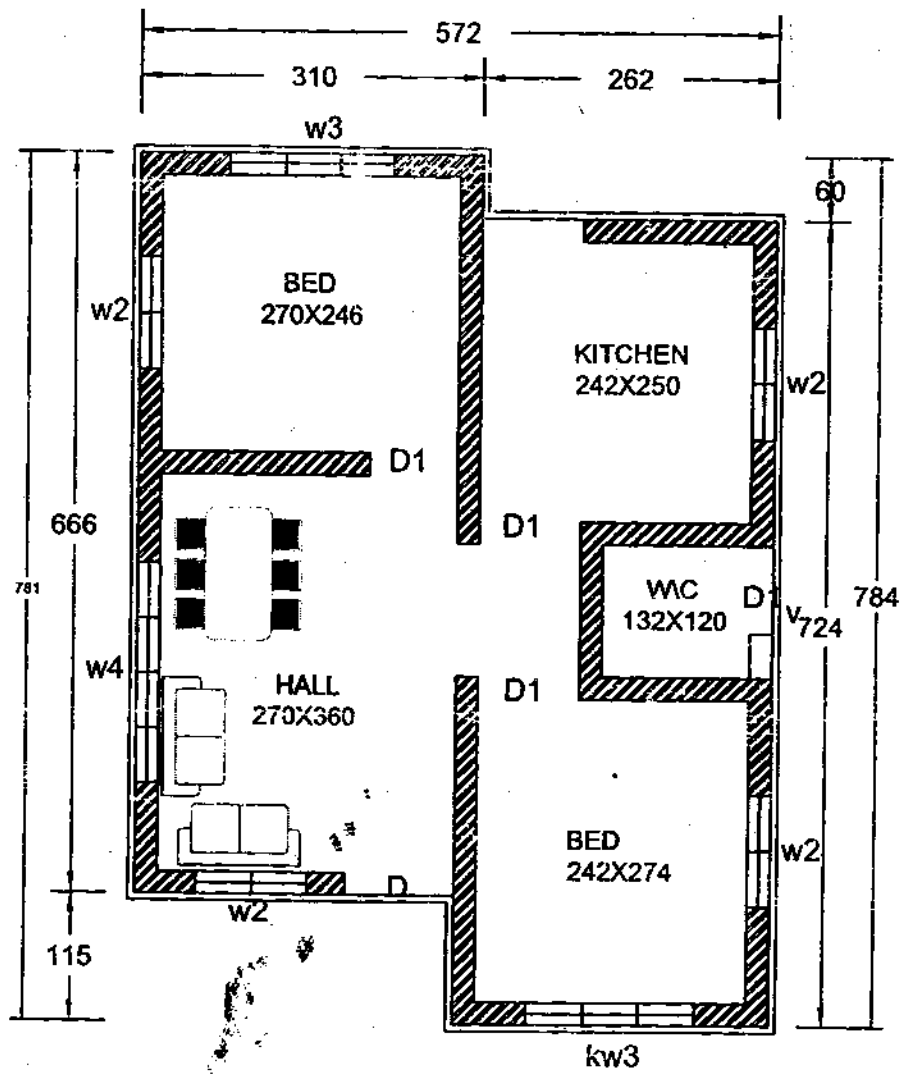 572
310
262
w3
60
BED
270X246
w2
KITCHEN
242X250
w2
D1
666
D1
781
W\C
132X120
D1
v
724
784
w4
HALL
270X360
D1
BED
242X274
w2
D
w2
115
kw3